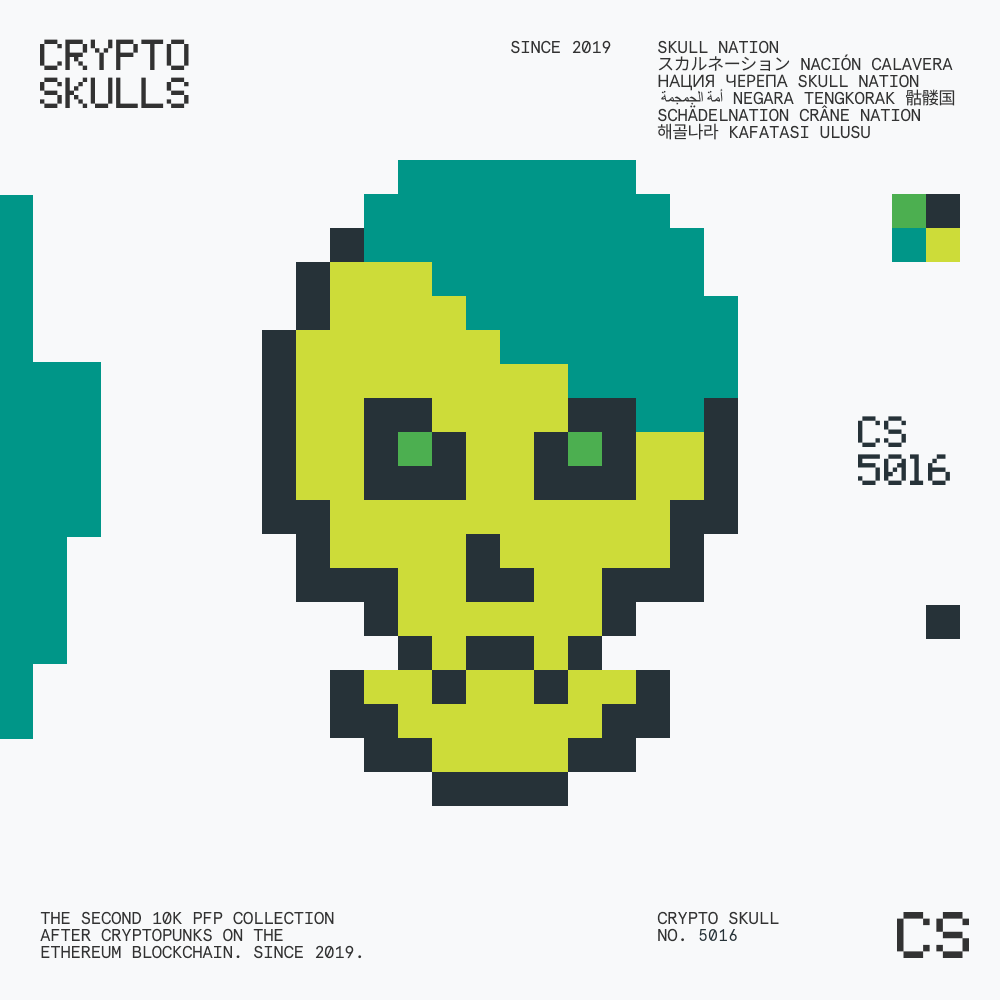 CRYPTO
SKULLS
SINCE 2019
SKULL NATION
スカルネーション NACIÓN CALAVERA
НАЦИЯ ЧЕРЕПА SKULL NATION
أمة الجمجمة NEGARA TENGKORAK 骷髅国
SCHÄDELNATION CRÂNE NATION
해골나라 KAFATASI ULUSU
CS
5016
THE SECOND 10K PFP COLLECTION
AFTER CRYPTOPUNKS ON THE
ETHEREUM BLOCKCHAIN. SINCE 2019.
CRYPTO SKULL
NO. 5016
CS